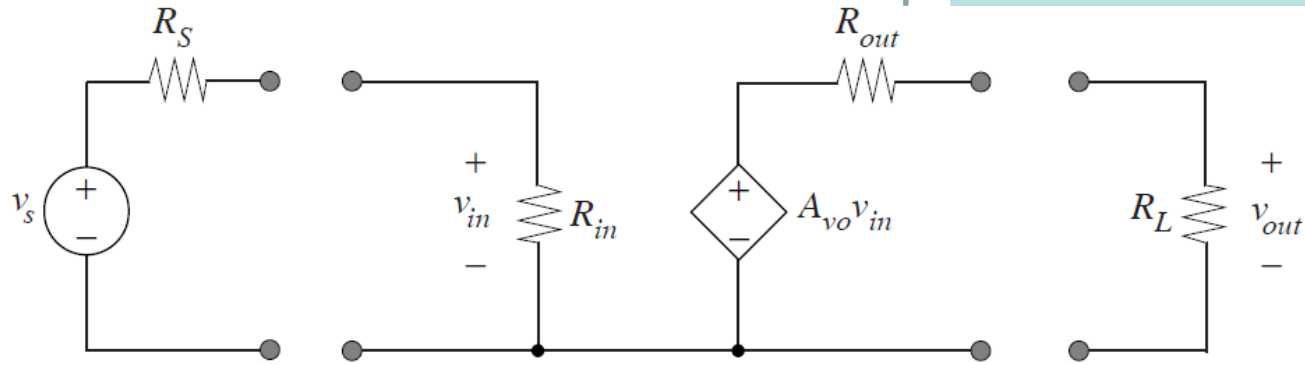 R_S
R_out
+
−
v_s
+
v_in
−
R_in
+
−
A_vo v_in
R_L
+
v_out
−